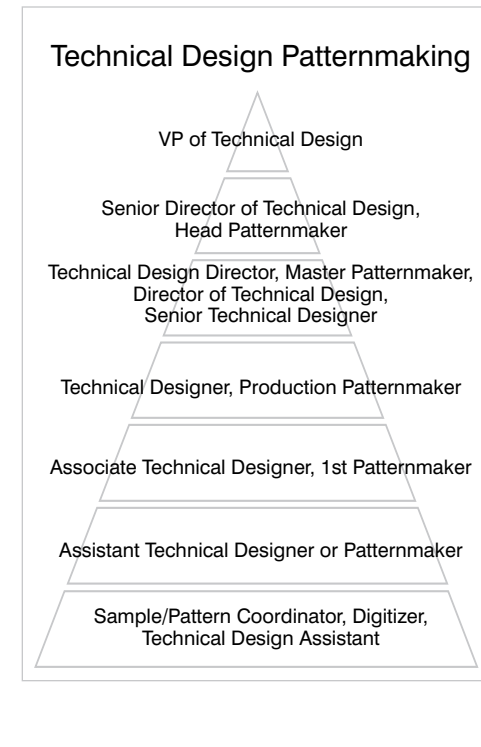 Technical Design Patternmaking
VP of Technical Design
Senior Director of Technical Design,
Head Patternmaker
Technical Design Director, Master Patternmaker,
Director of Technical Design,
Senior Technical Designer
Technical Designer, Production Patternmaker
Associate Technical Designer, 1st Patternmaker
Assistant Technical Designer or Patternmaker
Sample/Pattern Coordinator, Digitizer,
Technical Design Assistant